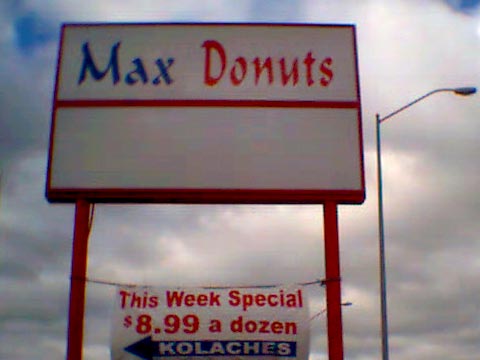 Max Donuts
This Week Special
$8.99 a dozen
KOLACHES